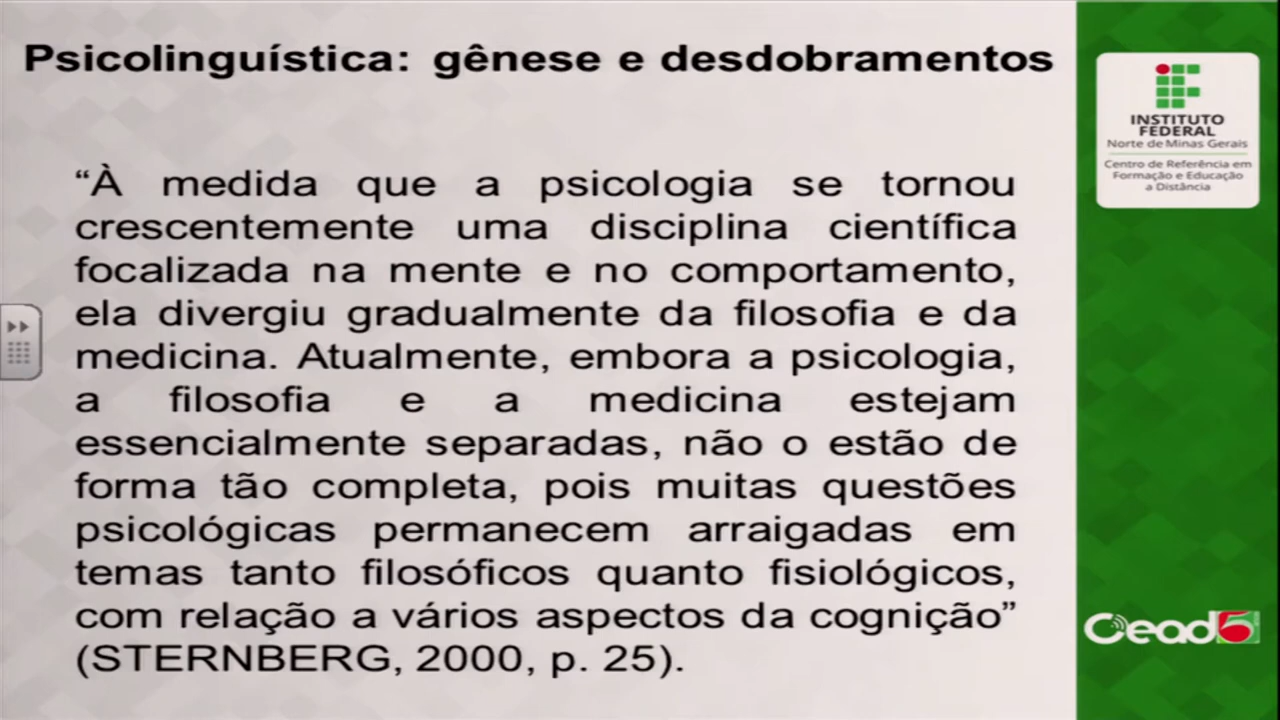 Psicolinguística: gênese e desdobramentos
“À medida que a psicologia se tornou
crescentemente uma disciplina científica
focalizada na mente e no comportamento,
ela divergiu gradualmente da filosofia e da
medicina. Atualmente, embora a psicologia,
a filosofia e a medicina estejam
essencialmente separadas, não o estão de
forma tão completa, pois muitas questões
psicológicas permanecem arraigadas em
temas tanto filosóficos quanto fisiológicos,
com relação a vários aspectos da cognição”
(STERNBERG, 2000, p. 25).
INSTITUTO
FEDERAL
Norte de Minas Gerais
Centro de Referência em
Formação e Educação
a Distância
Cead5